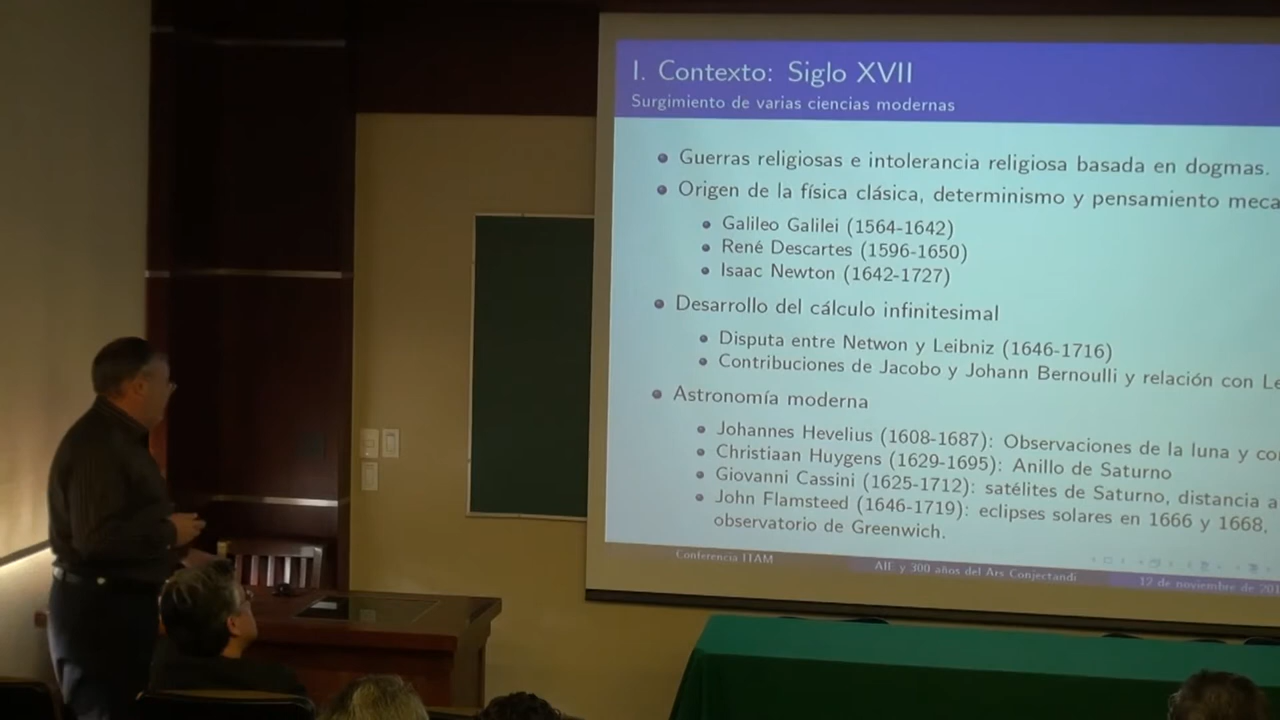 I. Contexto: Siglo XVII
Surgimiento de varias ciencias modernas
Guerras religiosas e intolerancia religiosa basada en dogmas.
Origen de la física clásica, determinismo y pensamiento meca
Galileo Galilei (1564-1642)
René Descartes (1596-1650)
Isaac Newton (1642-1727)
Desarrollo del cálculo infinitesimal
Disputa entre Netwon y Leibniz (1646-1716)
Contribuciones de Jacobo y Johann Bernoulli y relación con Le
Astronomía moderna
Johannes Hevelius (1608-1687): Observaciones de la luna y co
Christiaan Huygens (1629-1695): Anillo de Saturno
Giovanni Cassini (1625-1712): satélites de Saturno, distancia a
John Flamsteed (1646-1719): eclipses solares en 1666 y 1668,
observatorio de Greenwich.
Conferencia ITAM
AIE y 300 años del Ars Conjectandi
12 de noviembre de 201